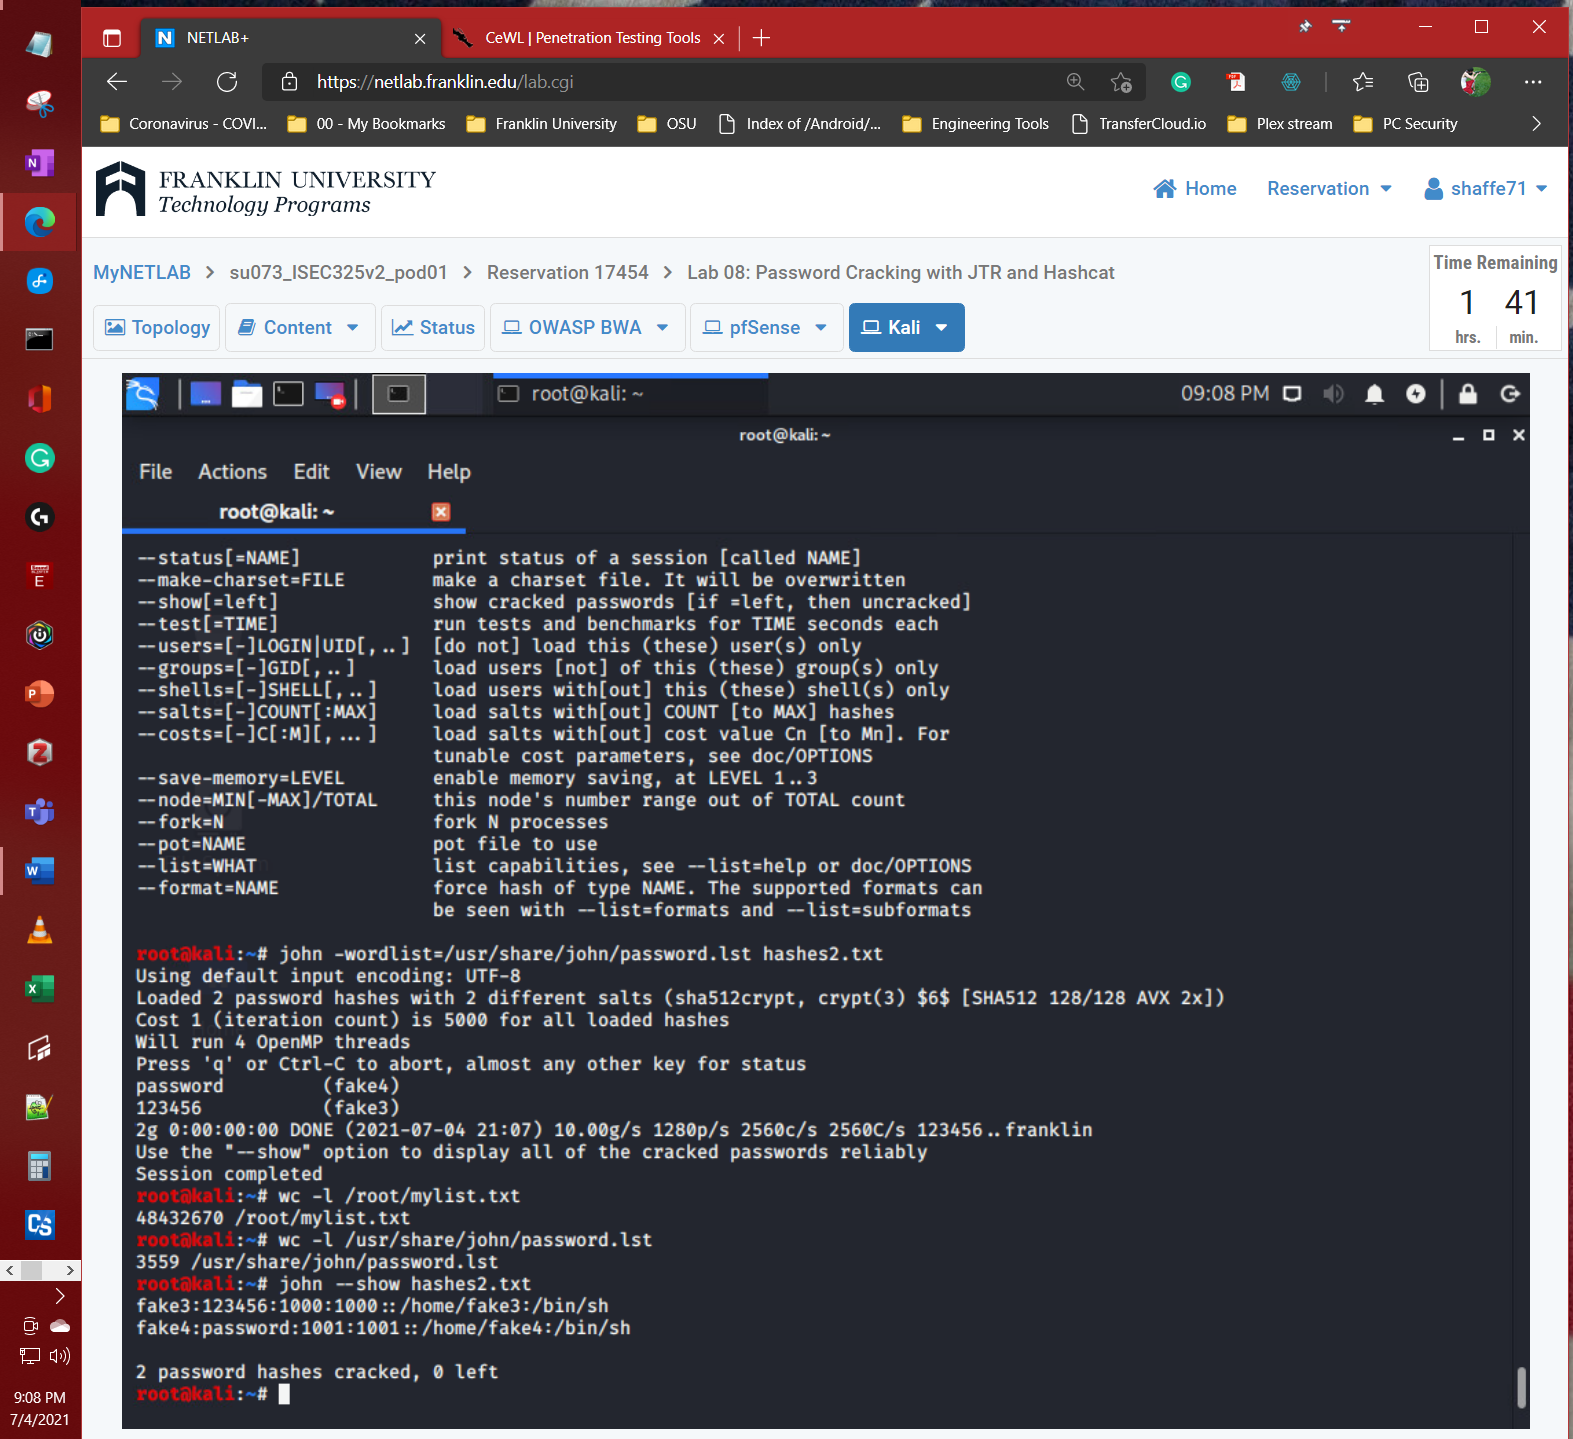 NETLAB+
CeWL | Penetration Testing Tools
https://netlab.franklin.edu/lab.cgi
Coronavirus - COVI...
00 - My Bookmarks
Franklin University
OSU
Index of /Android/...
Engineering Tools
TransferCloud.io
Plex stream
PC Security
FRANKLIN UNIVERSITY
Technology Programs
Home
Reservation
shaffe71
MyNETLAB > su073_ISEC325v2_pod01 > Reservation 17454 > Lab 08: Password Cracking with JTR and Hashcat
Time Remaining
1 41
hrs. min.
Topology
Content
Status
OWASP BWA
pfSense
Kali
root@kali: ~
09:08 PM
root@kali: ~
File Actions Edit View Help
root@kali: ~
--status[=NAME] print status of a session [called NAME]
--make-charset=FILE make a charset file. It will be overwritten
--show[=left] show cracked passwords [if =left, then uncracked]
--test[=TIME] run tests and benchmarks for TIME seconds each
--users=[-]LOGIN|UID[,..] [do not] load this (these) user(s) only
--groups=[-]GID[,..] load users [not] of this (these) group(s) only
--shells=[-]SHELL[,..] load users with[out] this (these) shell(s) only
--salts=[-]COUNT[:MAX] load salts with[out] COUNT [to MAX] hashes
--costs=[-]C[:M][,...] load salts with[out] cost value Cn [to Mn]. For
tunable cost parameters, see doc/OPTIONS
--save-memory=LEVEL enable memory saving, at LEVEL 1..3
--node=MIN[-MAX]/TOTAL this node's number range out of TOTAL count
--fork=N fork N processes
--pot=NAME pot file to use
--list=WHAT list capabilities, see --list=help or doc/OPTIONS
--format=NAME force hash of type NAME. The supported formats can
be seen with --list=formats and --list=subformats
root@kali:~# john -wordlist=/usr/share/john/password.lst hashes2.txt
Using default input encoding: UTF-8
Loaded 2 password hashes with 2 different salts (sha512crypt, crypt(3) $6$ [SHA512 128/128 AVX 2x])
Cost 1 (iteration count) is 5000 for all loaded hashes
Will run 4 OpenMP threads
Press 'q' or Ctrl-C to abort, almost any other key for status
password (fake4)
123456 (fake3)
2g 0:00:00:00 DONE (2021-07-04 21:07) 10.00g/s 1280p/s 2560c/s 2560C/s 123456..franklin
Use the "--show" option to display all of the cracked passwords reliably
Session completed
root@kali:~# wc -l /root/mylist.txt
48432670 /root/mylist.txt
root@kali:~# wc -l /usr/share/john/password.lst
3559 /usr/share/john/password.lst
root@kali:~# john --show hashes2.txt
fake3:123456:1000:1000::/home/fake3:/bin/sh
fake4:password:1001:1001::/home/fake4:/bin/sh
2 password hashes cracked, 0 left
root@kali:~#
9:08 PM
7/4/2021